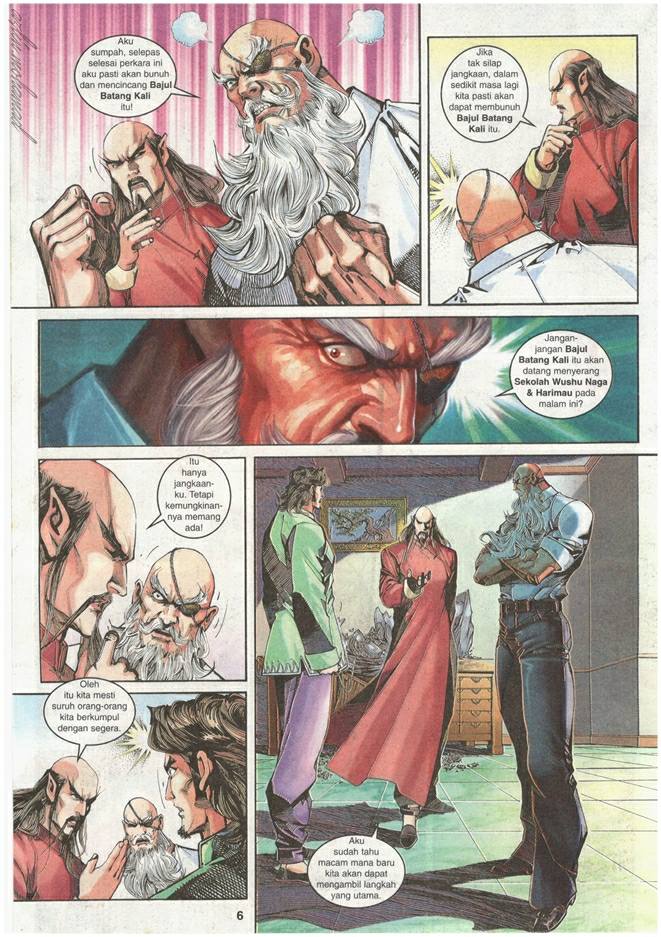 Aku
sumpah, selepas
selesai perkara ini
aku pasti akan bunuh
dan mencincang Bajul
Batang Kali
itu!
Jika
tak silap
jangkaan, dalam
sedikit masa lagi
kita pasti akan
dapat membunuh
Bajul Batang
Kali itu.
Jangan-
jangan Bajul
Batang Kali itu akan
datang menyerang
Sekolah Wushu Naga
& Harimau pada
malam ini?
Itu
hanya
jangkaan-
ku. Tetapi
kemungkinan-
nya memang
ada!
Oleh
itu kita mesti
suruh orang-orang
kita berkumpul
dengan segera.
Aku
sudah tahu
macam mana baru
kita akan dapat
mengambil langkah
yang utama.
6